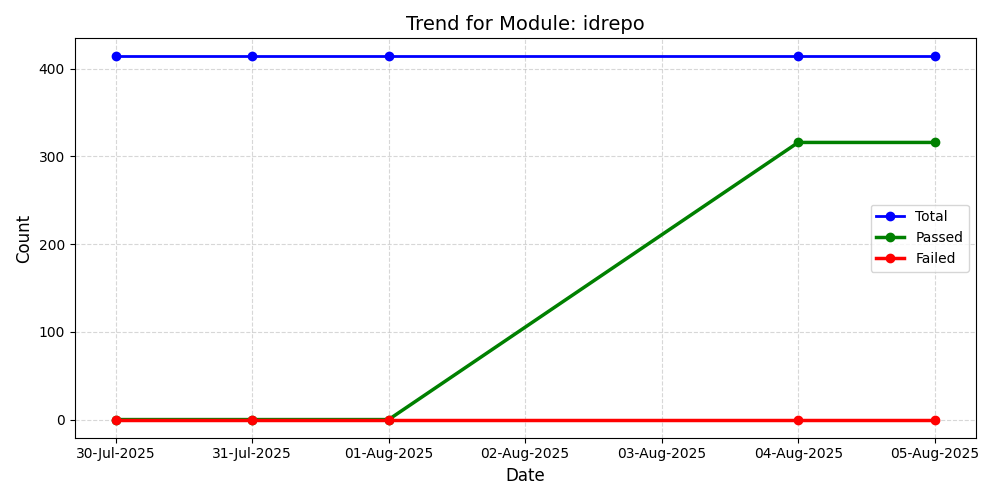 Trend for Module: idrepo
Count
400
300
200
100
0
Total
Passed
Failed
30-Jul-2025 31-Jul-2025 01-Aug-2025 02-Aug-2025 03-Aug-2025 04-Aug-2025 05-Aug-2025
Date